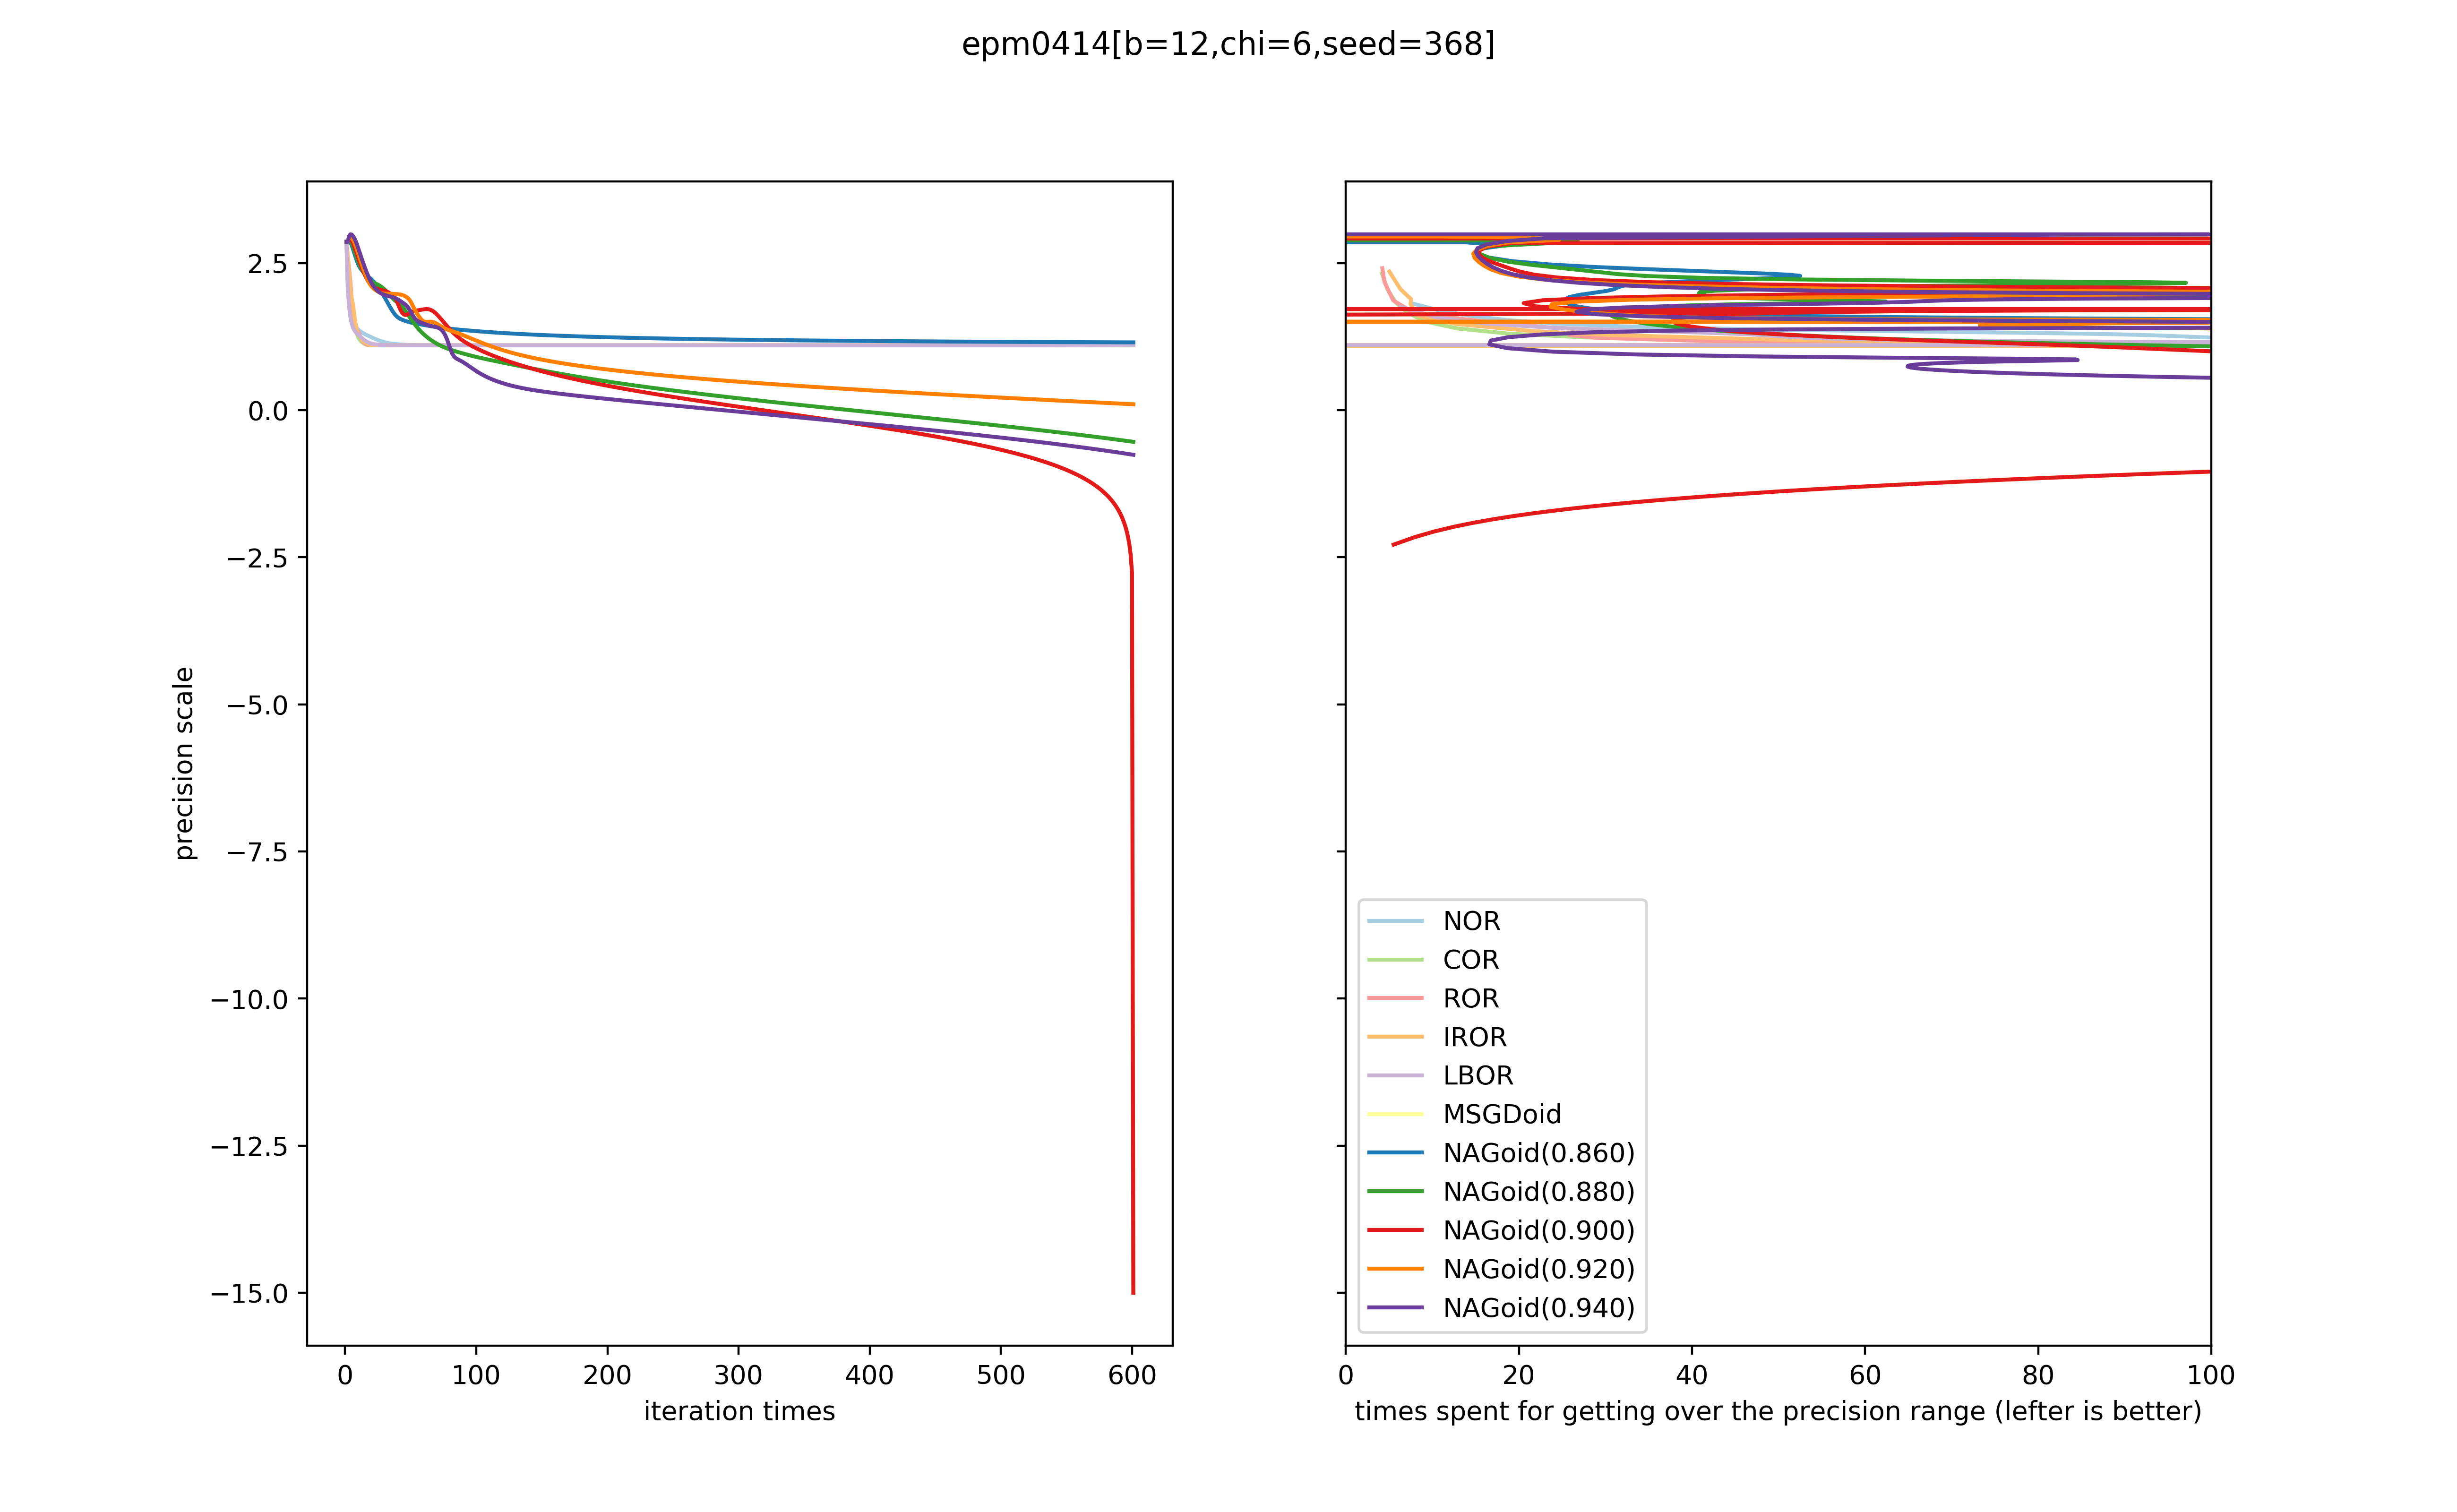 epm0414[b=12,chi=6,seed=368]
precision scale
2.5
0.0
−2.5
−5.0
−7.5
−10.0
−12.5
−15.0
0 100 200 300 400 500 600
iteration times
NOR
COR
ROR
IROR
LBOR
MSGDoid
NAGoid(0.860)
NAGoid(0.880)
NAGoid(0.900)
NAGoid(0.920)
NAGoid(0.940)
0 20 40 60 80 100
times spent for getting over the precision range (lefter is better)